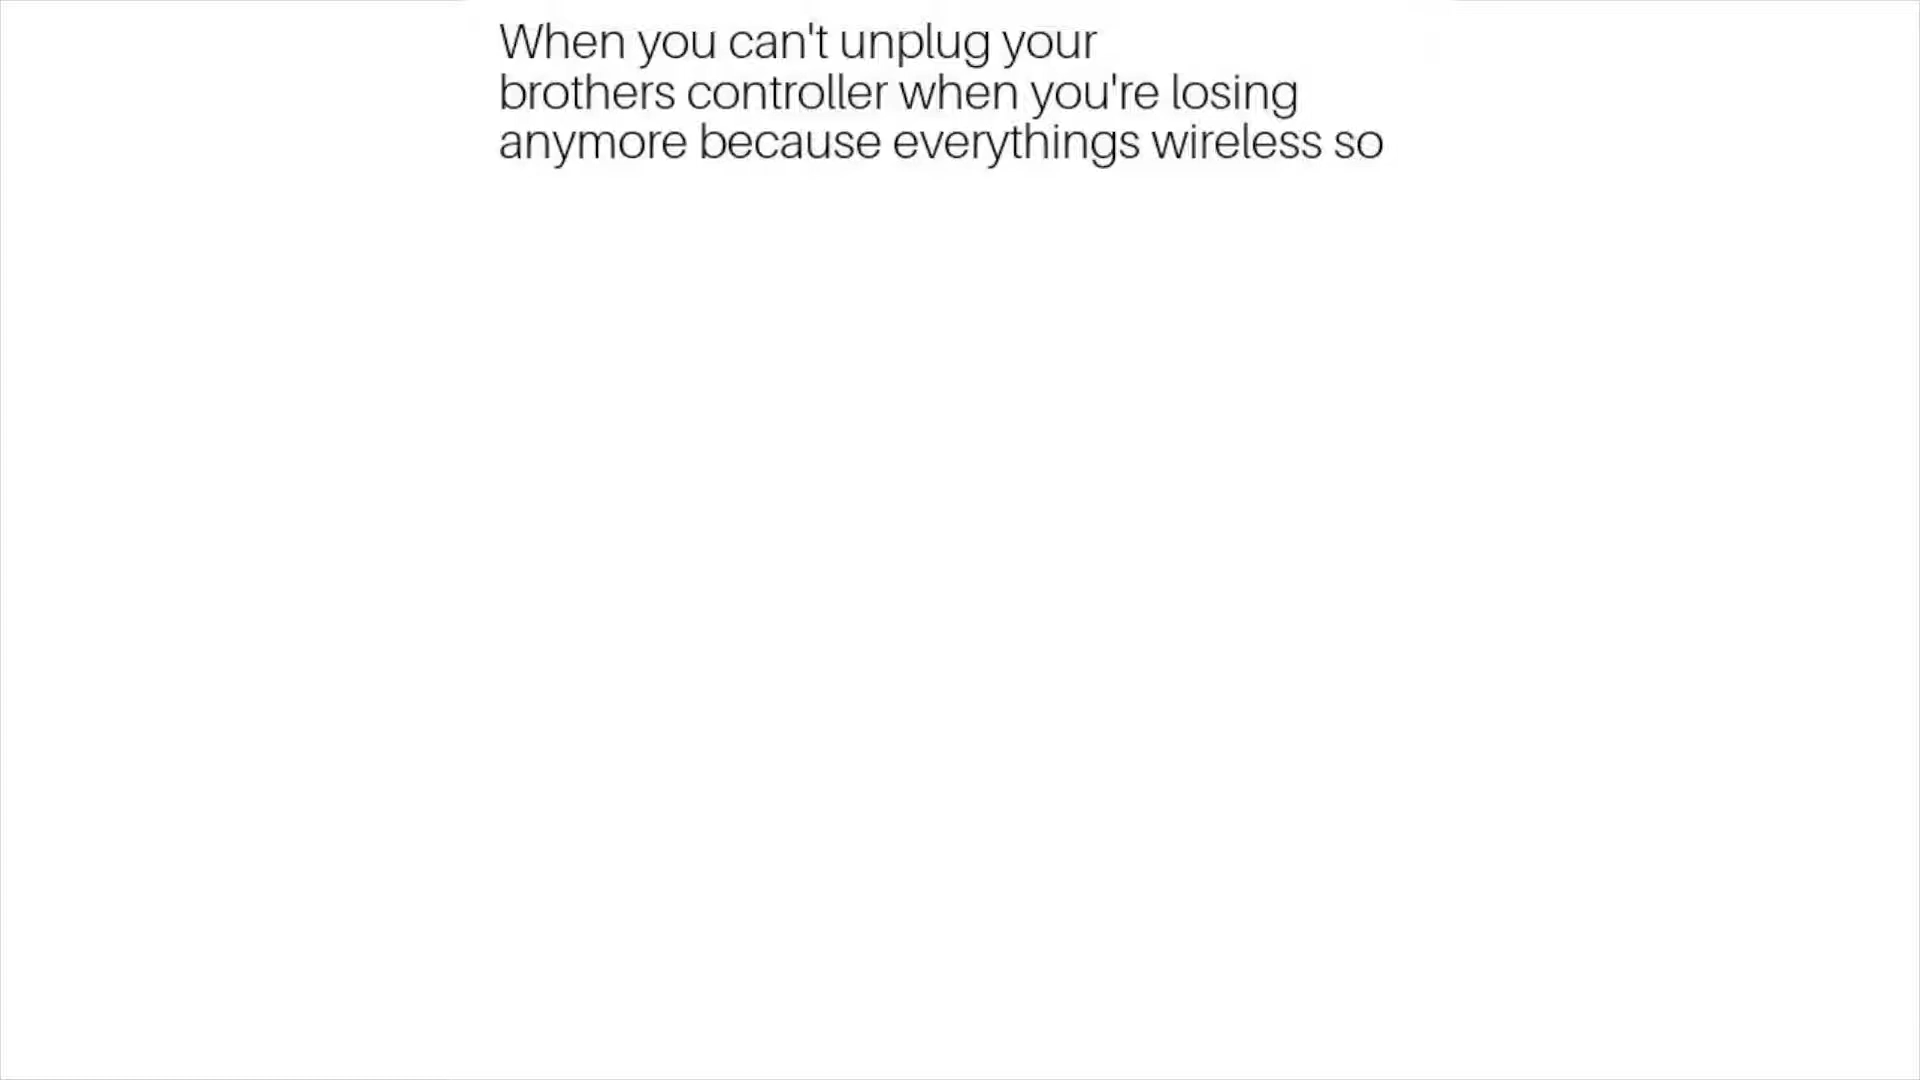 When you can't unplug your
brothers controller when you're losing
anymore because everythings wireless so